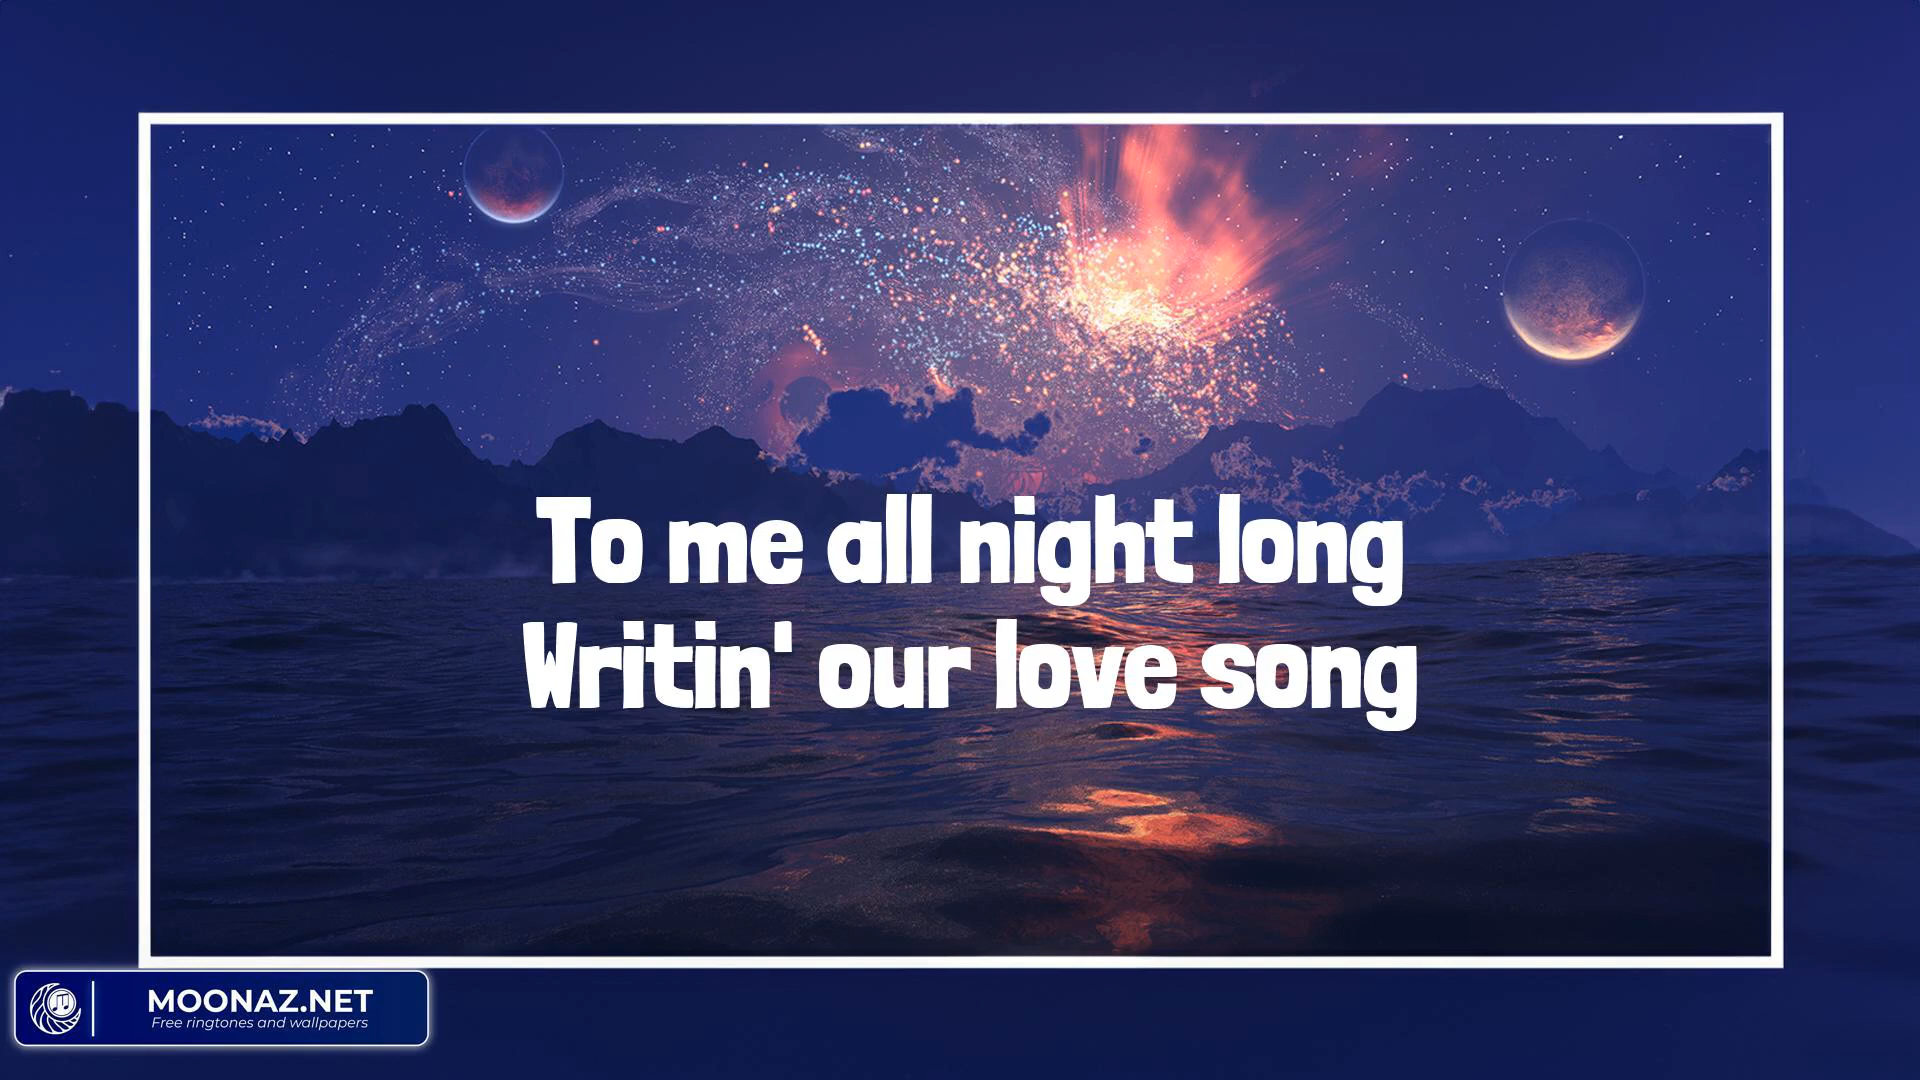 To me all night long
Writin' our love song
MOONAZ.NET
Free ringtones and wallpapers